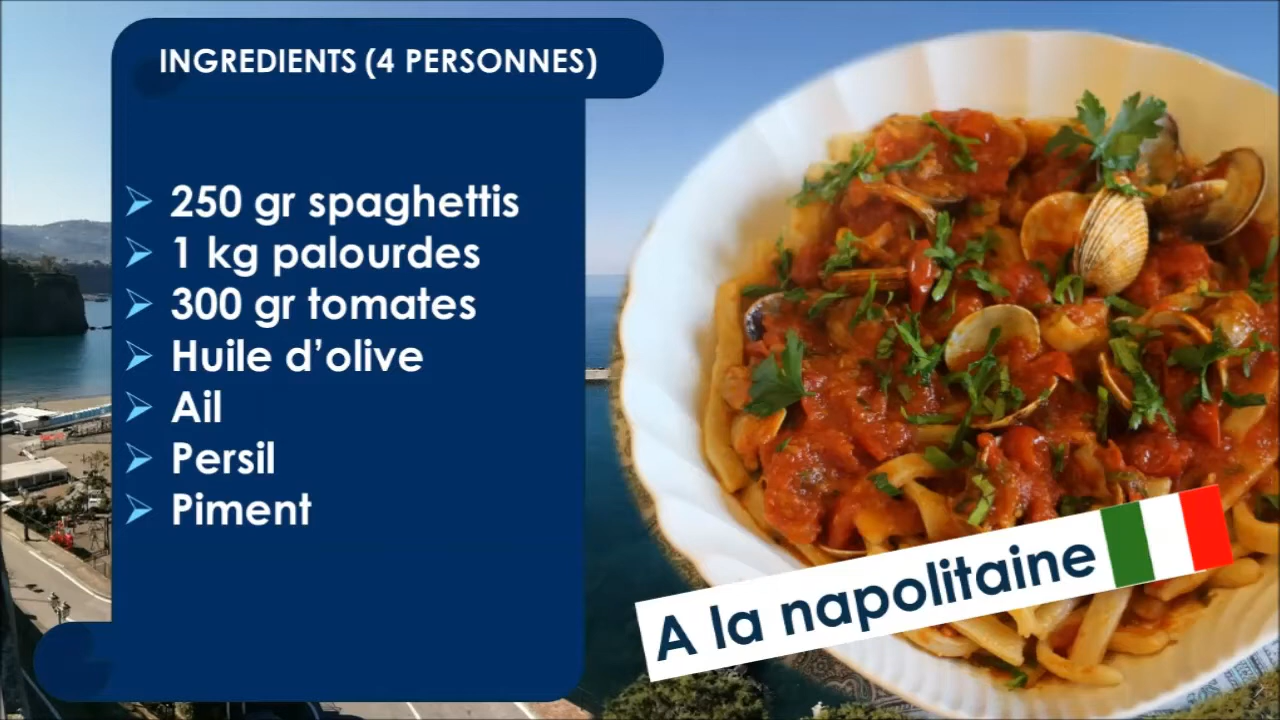 INGREDIENTS (4 PERSONNES)
250 gr spaghettis
1 kg palourdes
300 gr tomates
Huile d’olive
Ail
Persil
Piment
A la napolitaine